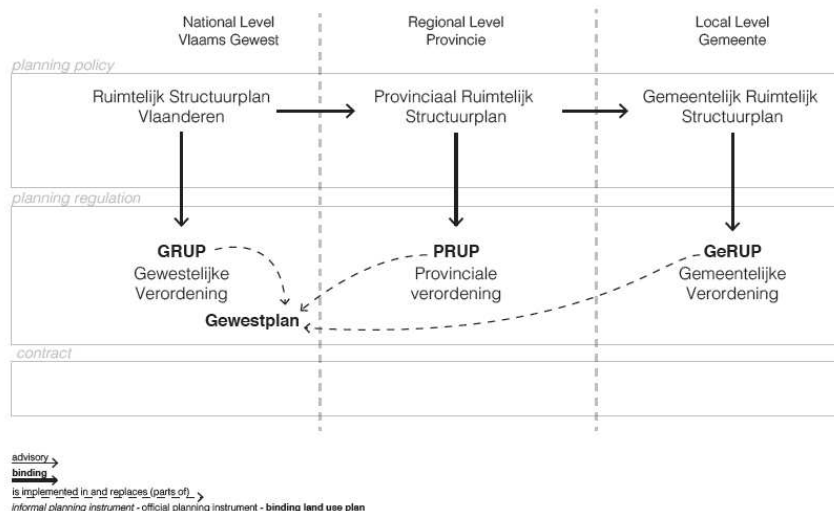 National Level
Vlaams Gewest
Regional Level
Provincie
Local Level
Gemeente
planning policy
Ruimtelijk Structuurplan
Vlaanderen
Provinciaal Ruimtelijk
Structuurplan
Gemeentelijk Ruimtelijk
Structuurplan
planning regulation
GRUP
Gewestelijke
Verordening
PRUP
Provinciale
verordening
GeRUP
Gemeentelijke
Verordening
Gewestplan
contract
advisory
binding
is implemented in and replaces (parts of)
informal planning instrument - official planning instrument - binding land use plan